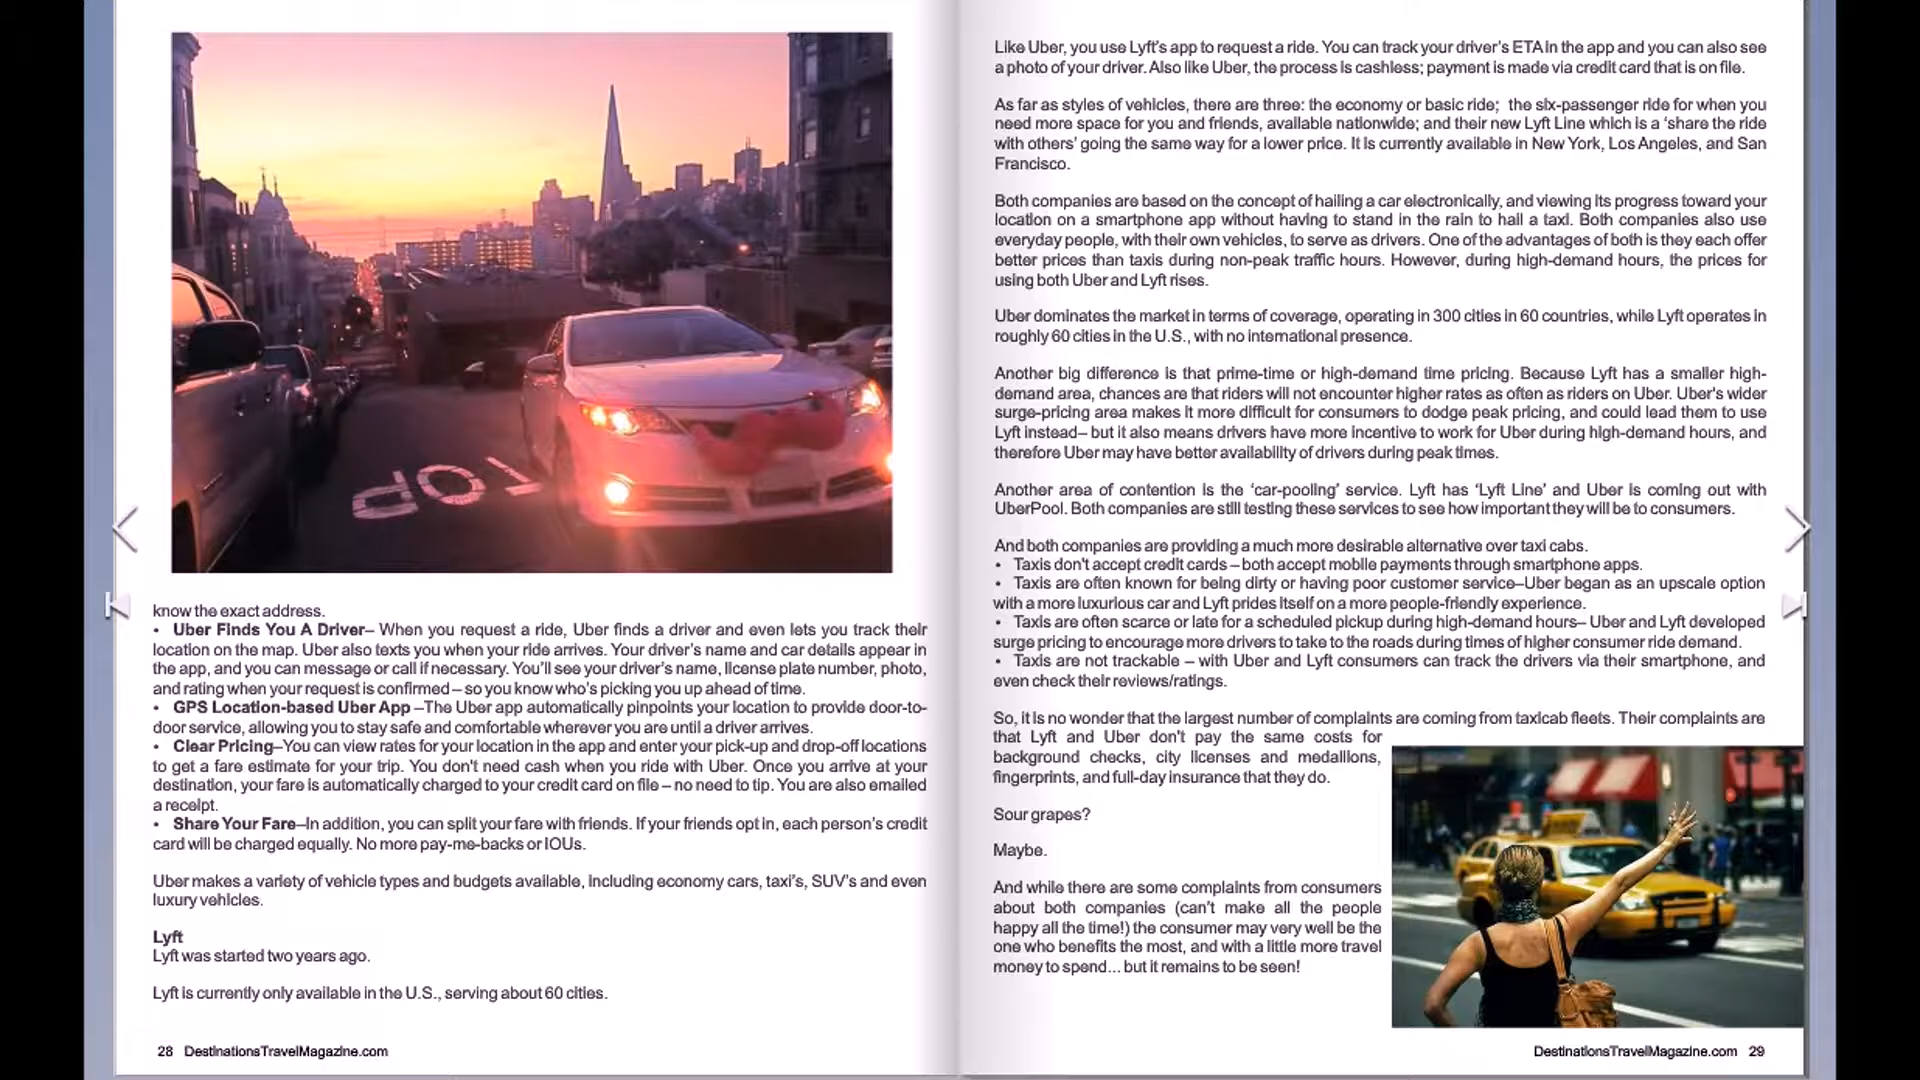 TOP
know the exact address.
• Uber Finds You A Driver– When you request a ride, Uber finds a driver and even lets you track their
location on the map. Uber also texts you when your ride arrives. Your driver's name and car details appear in
the app, and you can message or call if necessary. You'll see your driver's name, license plate number, photo,
and rating when your request is confirmed – so you know who's picking you up ahead of time.
• GPS Location-based Uber App –The Uber app automatically pinpoints your location to provide door-to-
door service, allowing you to stay safe and comfortable wherever you are until a driver arrives.
• Clear Pricing–You can view rates for your location in the app and enter your pick-up and drop-off locations
to get a fare estimate for your trip. You don't need cash when you ride with Uber. Once you arrive at your
destination, your fare is automatically charged to your credit card on file – no need to tip. You are also emailed
a receipt.
• Share Your Fare–In addition, you can split your fare with friends. If your friends opt in, each person's credit
card will be charged equally. No more pay-me-backs or IOUs.
Uber makes a variety of vehicle types and budgets available, including economy cars, taxi's, SUV's and even
luxury vehicles.
Lyft
Lyft was started two years ago.
Lyft is currently only available in the U.S., serving about 60 cities.
28 DestinationsTravelMagazine.com
Like Uber, you use Lyft's app to request a ride. You can track your driver's ETA in the app and you can also see
a photo of your driver. Also like Uber, the process is cashless; payment is made via credit card that is on file.
As far as styles of vehicles, there are three: the economy or basic ride; the six-passenger ride for when you
need more space for you and friends, available nationwide; and their new Lyft Line which is a 'share the ride
with others' going the same way for a lower price. It is currently available in New York, Los Angeles, and San
Francisco.
Both companies are based on the concept of hailing a car electronically, and viewing its progress toward your
location on a smartphone app without having to stand in the rain to hail a taxi. Both companies also use
everyday people, with their own vehicles, to serve as drivers. One of the advantages of both is they each offer
better prices than taxis during non-peak traffic hours. However, during high-demand hours, the prices for
using both Uber and Lyft rises.
Uber dominates the market in terms of coverage, operating in 300 cities in 60 countries, while Lyft operates in
roughly 60 cities in the U.S., with no international presence.
Another big difference is that prime-time or high-demand time pricing. Because Lyft has a smaller high-
demand area, chances are that riders will not encounter higher rates as often as riders on Uber. Uber's wider
surge-pricing area makes it more difficult for consumers to dodge peak pricing, and could lead them to use
Lyft instead– but it also means drivers have more incentive to work for Uber during high-demand hours, and
therefore Uber may have better availability of drivers during peak times.
Another area of contention is the 'car-pooling' service. Lyft has 'Lyft Line' and Uber is coming out with
UberPool. Both companies are still testing these services to see how important they will be to consumers.
And both companies are providing a much more desirable alternative over taxi cabs.
• Taxis don't accept credit cards – both accept mobile payments through smartphone apps.
• Taxis are often known for being dirty or having poor customer service–Uber began as an upscale option
with a more luxurious car and Lyft prides itself on a more people-friendly experience.
• Taxis are often scarce or late for a scheduled pickup during high-demand hours– Uber and Lyft developed
surge pricing to encourage more drivers to take to the roads during times of higher consumer ride demand.
• Taxis are not trackable – with Uber and Lyft consumers can track the drivers via their smartphone, and
even check their reviews/ratings.
So, it is no wonder that the largest number of complaints are coming from taxicab fleets. Their complaints are
that Lyft and Uber don't pay the same costs for
background checks, city licenses and medallions,
fingerprints, and full-day insurance that they do.
Sour grapes?
Maybe.
And while there are some complaints from consumers
about both companies (can't make all the people
happy all the time!) the consumer may very well be the
one who benefits the most, and with a little more travel
money to spend... but it remains to be seen!
DestinationsTravelMagazine.com 29